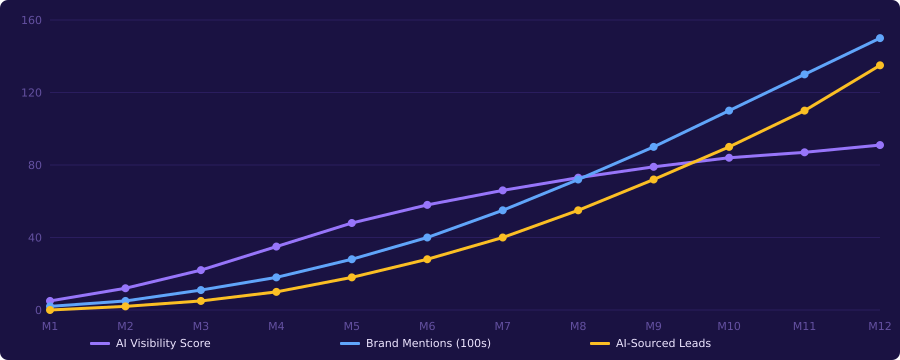 160
120
80
40
0
M1 M2 M3 M4 M5 M6 M7 M8 M9 M10 M11 M12
AI Visibility Score Brand Mentions (100s) AI-Sourced Leads